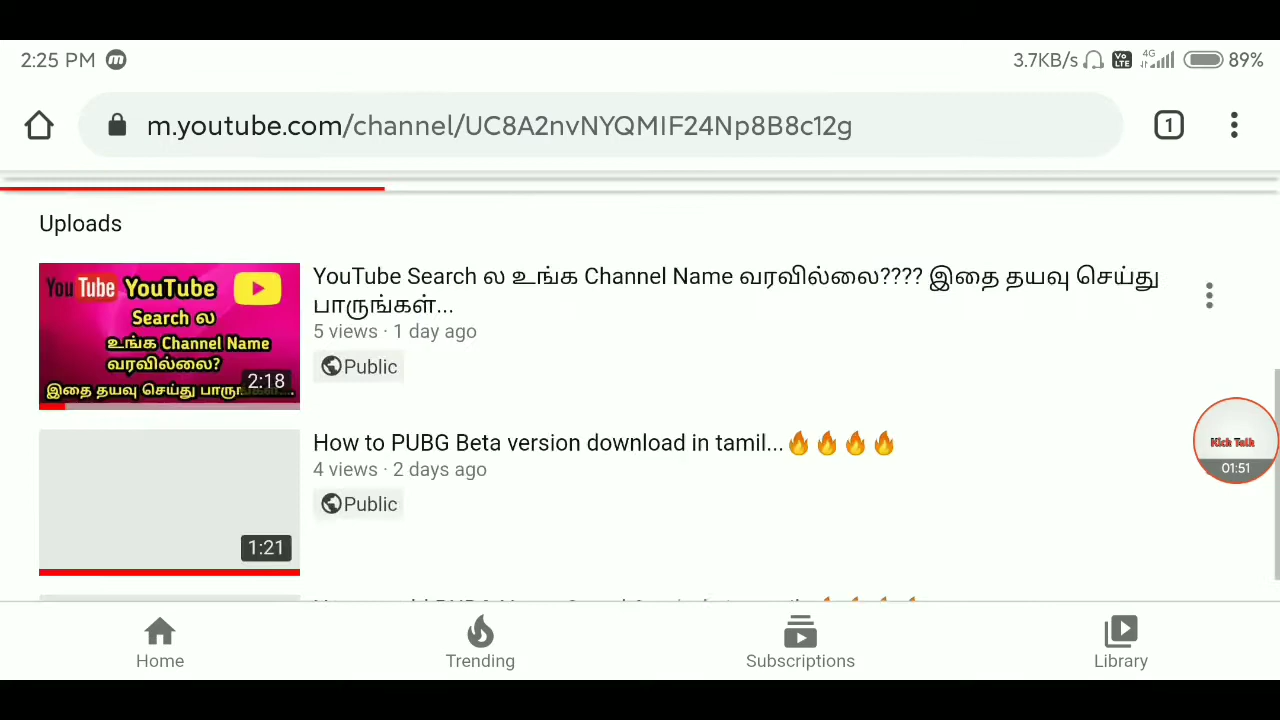 2:25 PM
3.7KB/s VoLTE 4G 89%
m.youtube.com/channel/UC8A2nvNYQMIF24Np8B8c12g
1
Uploads
YouTube YouTube
Search ல
உங்க Channel Name
வரவில்லை?
இதை தயவு செய்து
2:18
YouTube Search ல உங்க Channel Name வரவில்லை???? இதை தயவு செய்து
பாருங்கள்...
5 views · 1 day ago
Public
1:21
How to PUBG Beta version download in tamil...🔥🔥🔥🔥
4 views · 2 days ago
Public
Kich Talk
01:51
Home
Trending
Subscriptions
Library